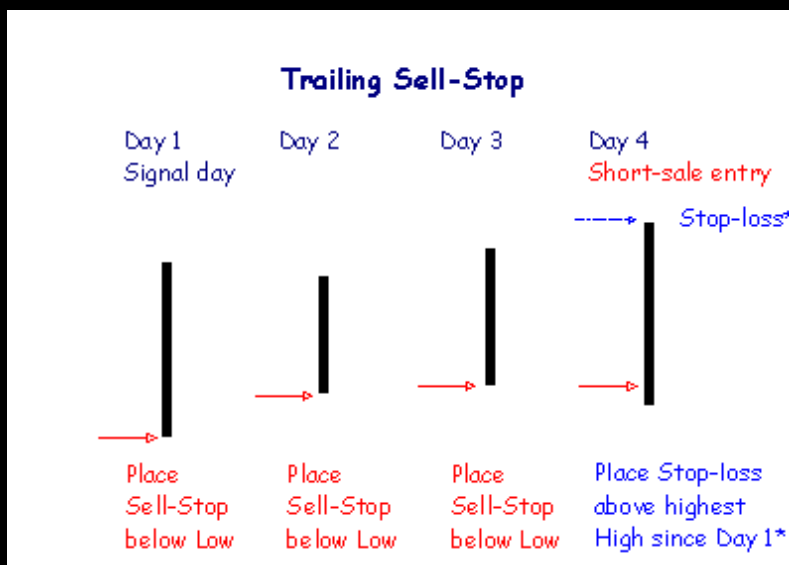 Trailing Sell-Stop
Day 1
Signal day
Day 2
Day 3
Day 4
Short-sale entry
Stop-loss*
Place
Sell-Stop
below Low
Place
Sell-Stop
below Low
Place
Sell-Stop
below Low
Place Stop-loss
above highest
High since Day 1*